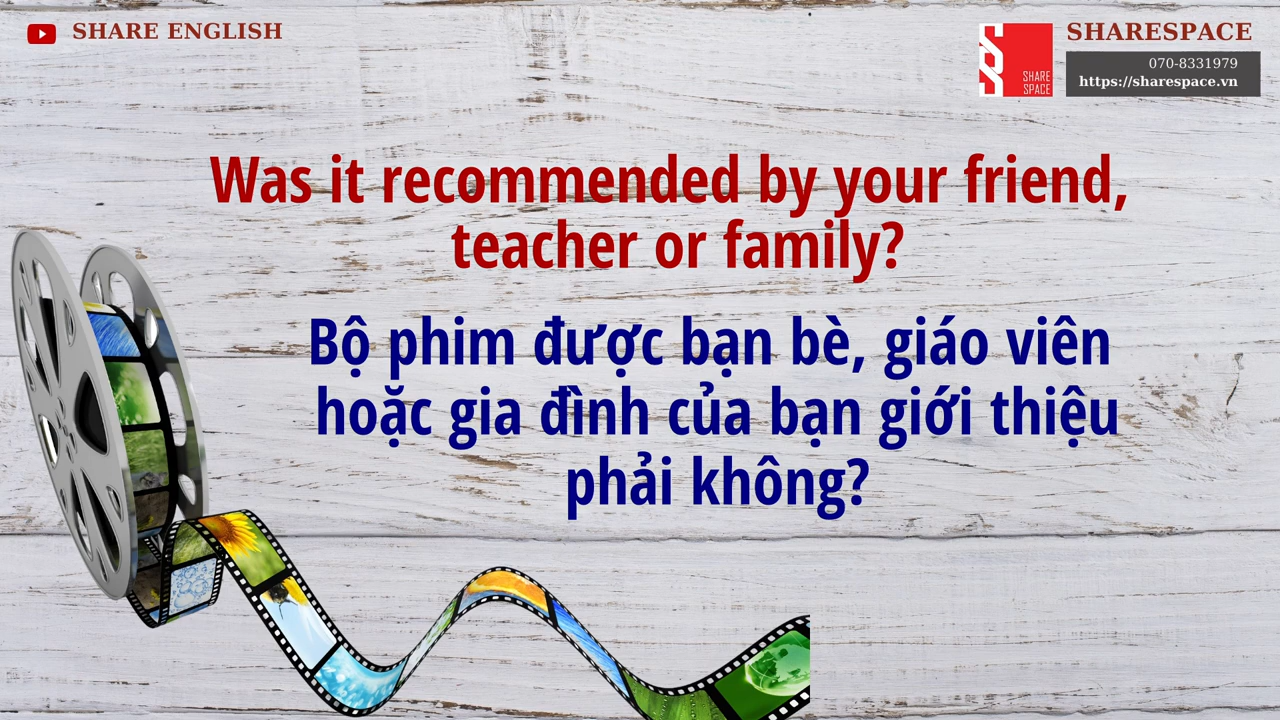 SHARE ENGLISH
SHARESPACE
SHARE
SPACE
070-8331979
https://sharespace.vn
Was it recommended by your friend,
teacher or family?
Bộ phim được bạn bè, giáo viên
hoặc gia đình của bạn giới thiệu
phải không?